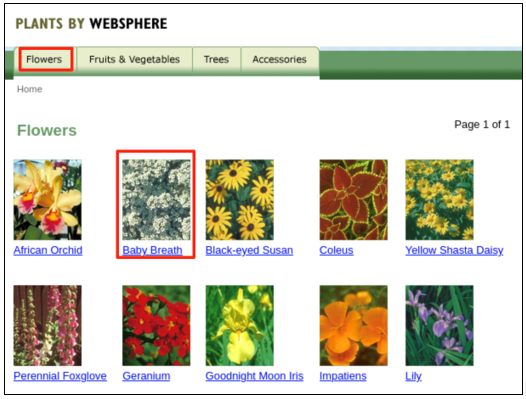 PLANTS BY WEBSPHERE
Flowers Fruits & Vegetables Trees Accessories
Home
Flowers Page 1 of 1
African Orchid Baby Breath Black-eyed Susan Coleus Yellow Shasta Daisy
Perennial Foxglove Geranium Goodnight Moon Iris Impatiens Lily